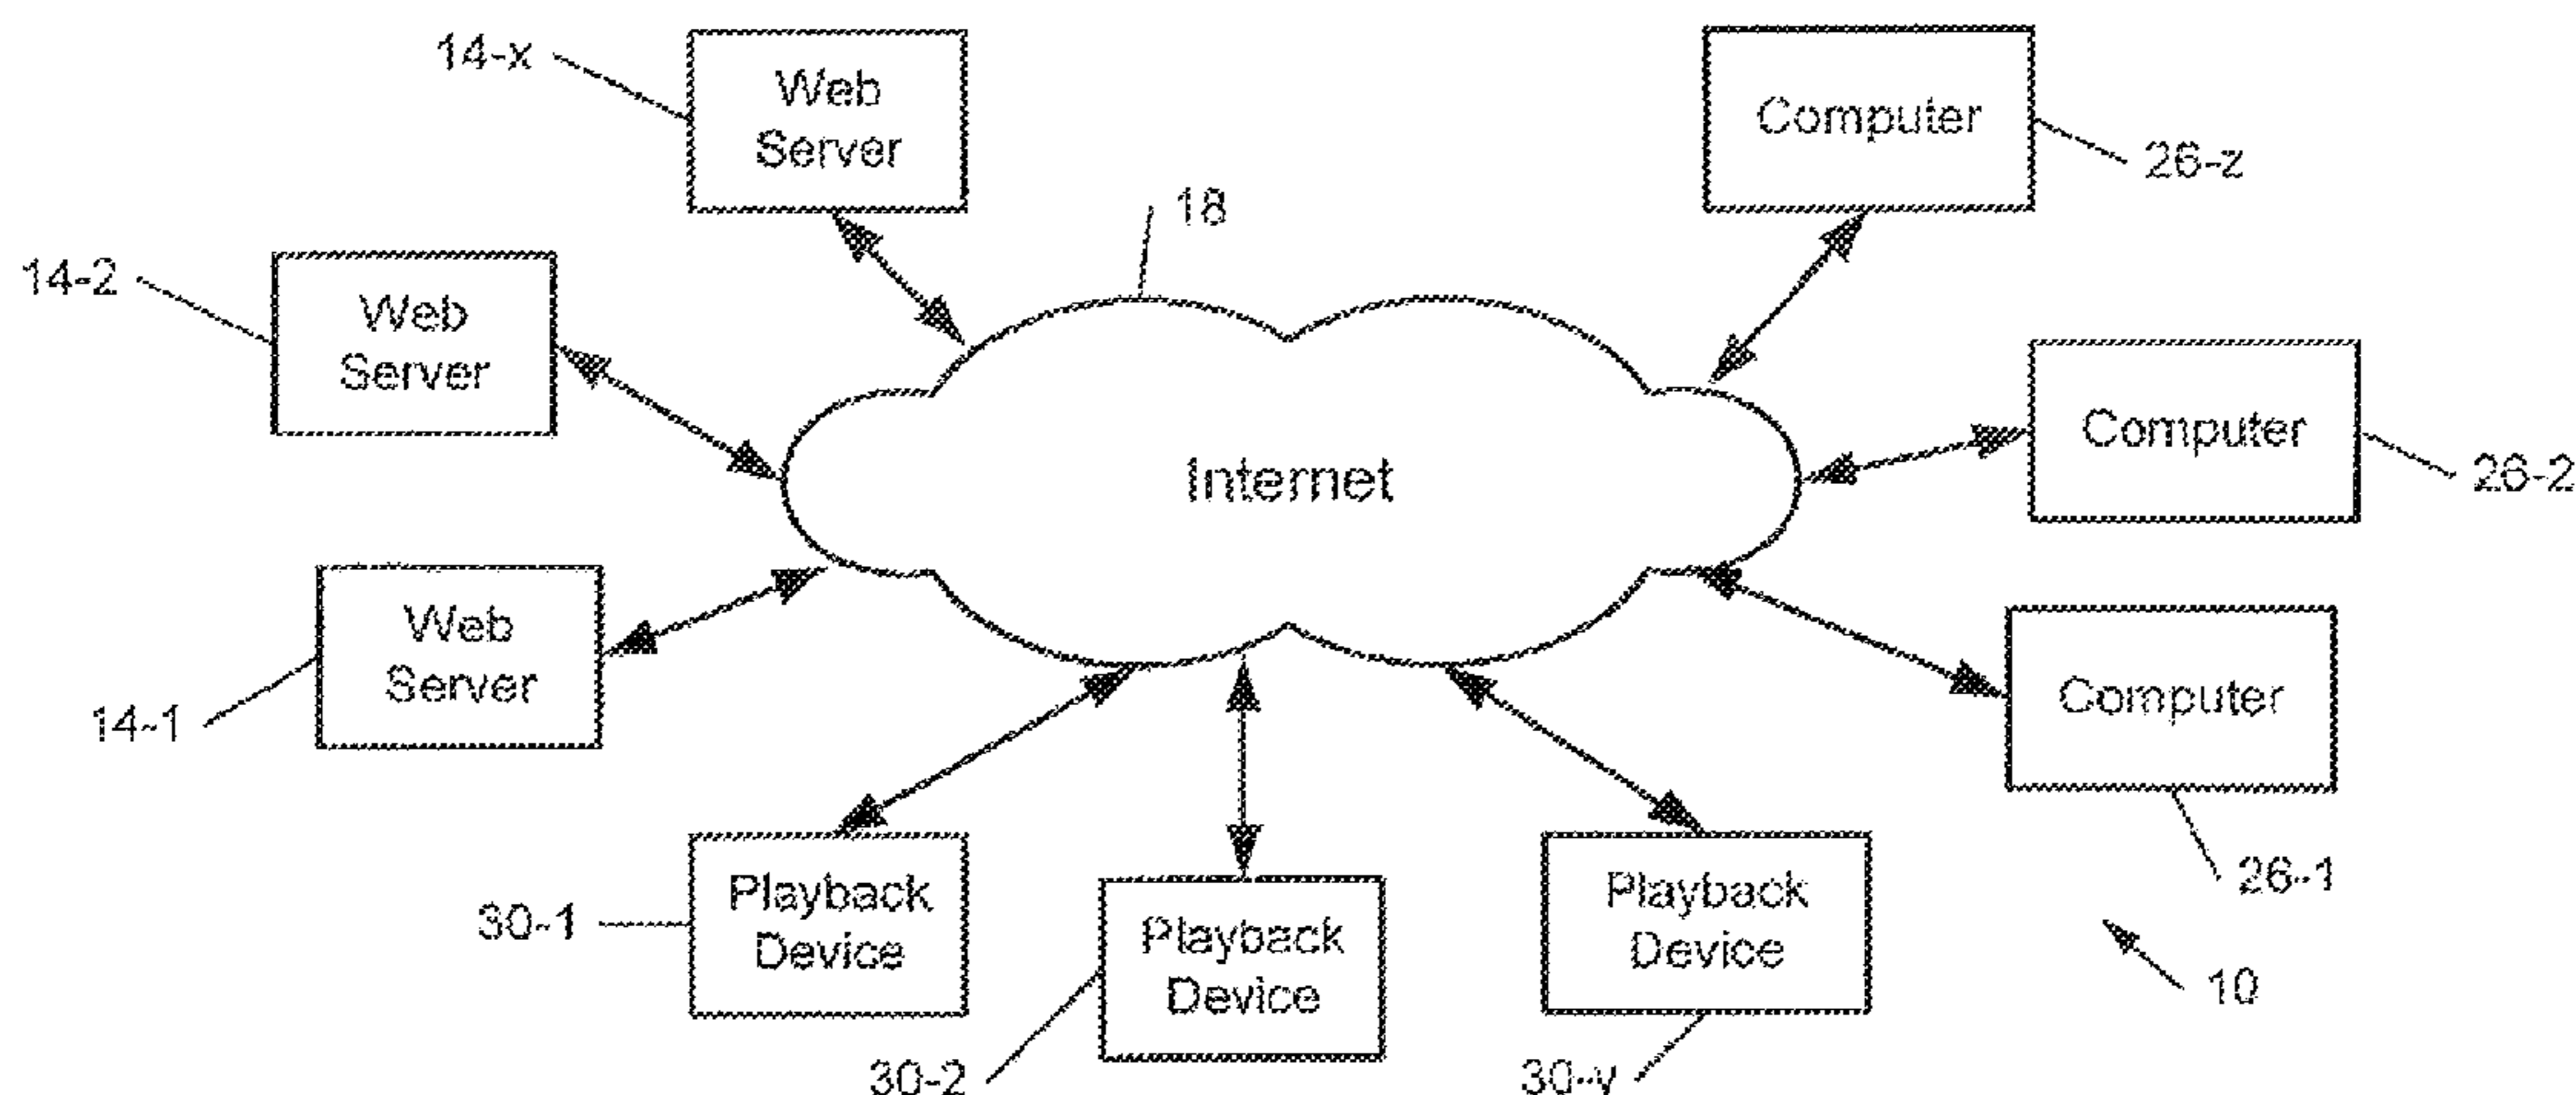 14-x
Web
Server
Computer
26-z
18
14-2
Web
Server
Computer
26-2
Internet
14-1
Web
Server
Computer
26-1
30-1
Playback
Device
Playback
Device
30-2
Playback
Device
30-y
10